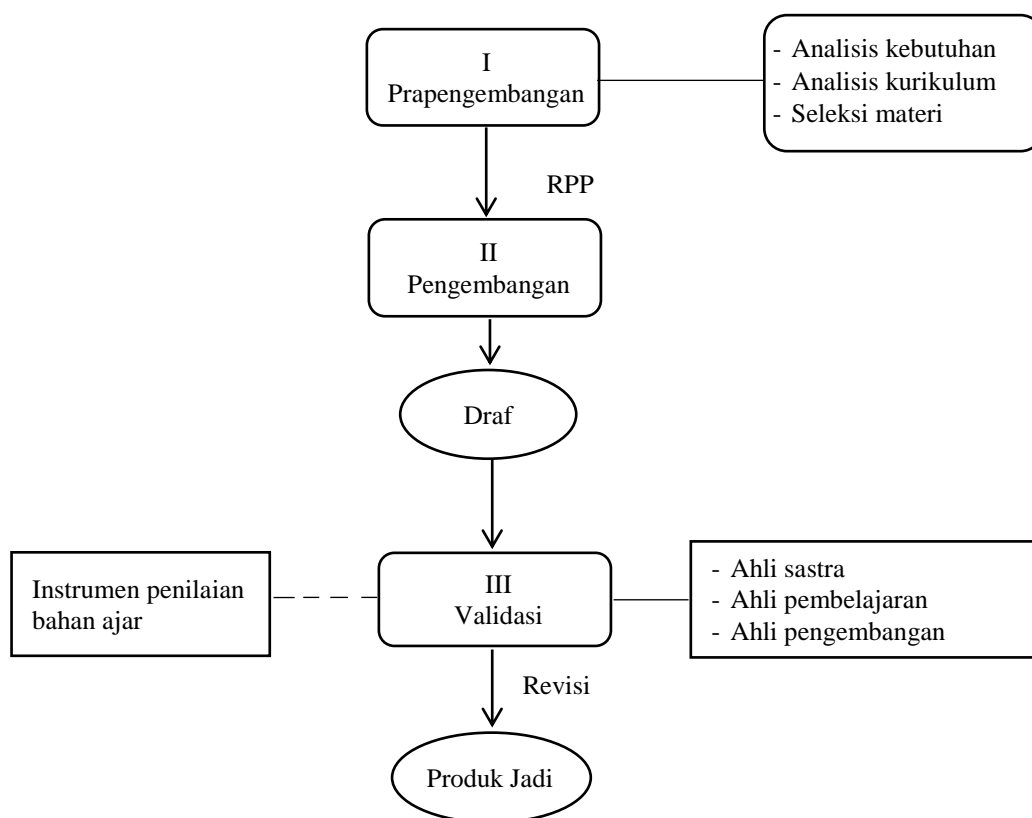 I
Prapengembangan
- Analisis kebutuhan
- Analisis kurikulum
- Seleksi materi
RPP
II
Pengembangan
Draf
Instrumen penilaian
bahan ajar
III
Validasi
- Ahli sastra
- Ahli pembelajaran
- Ahli pengembangan
Revisi
Produk Jadi